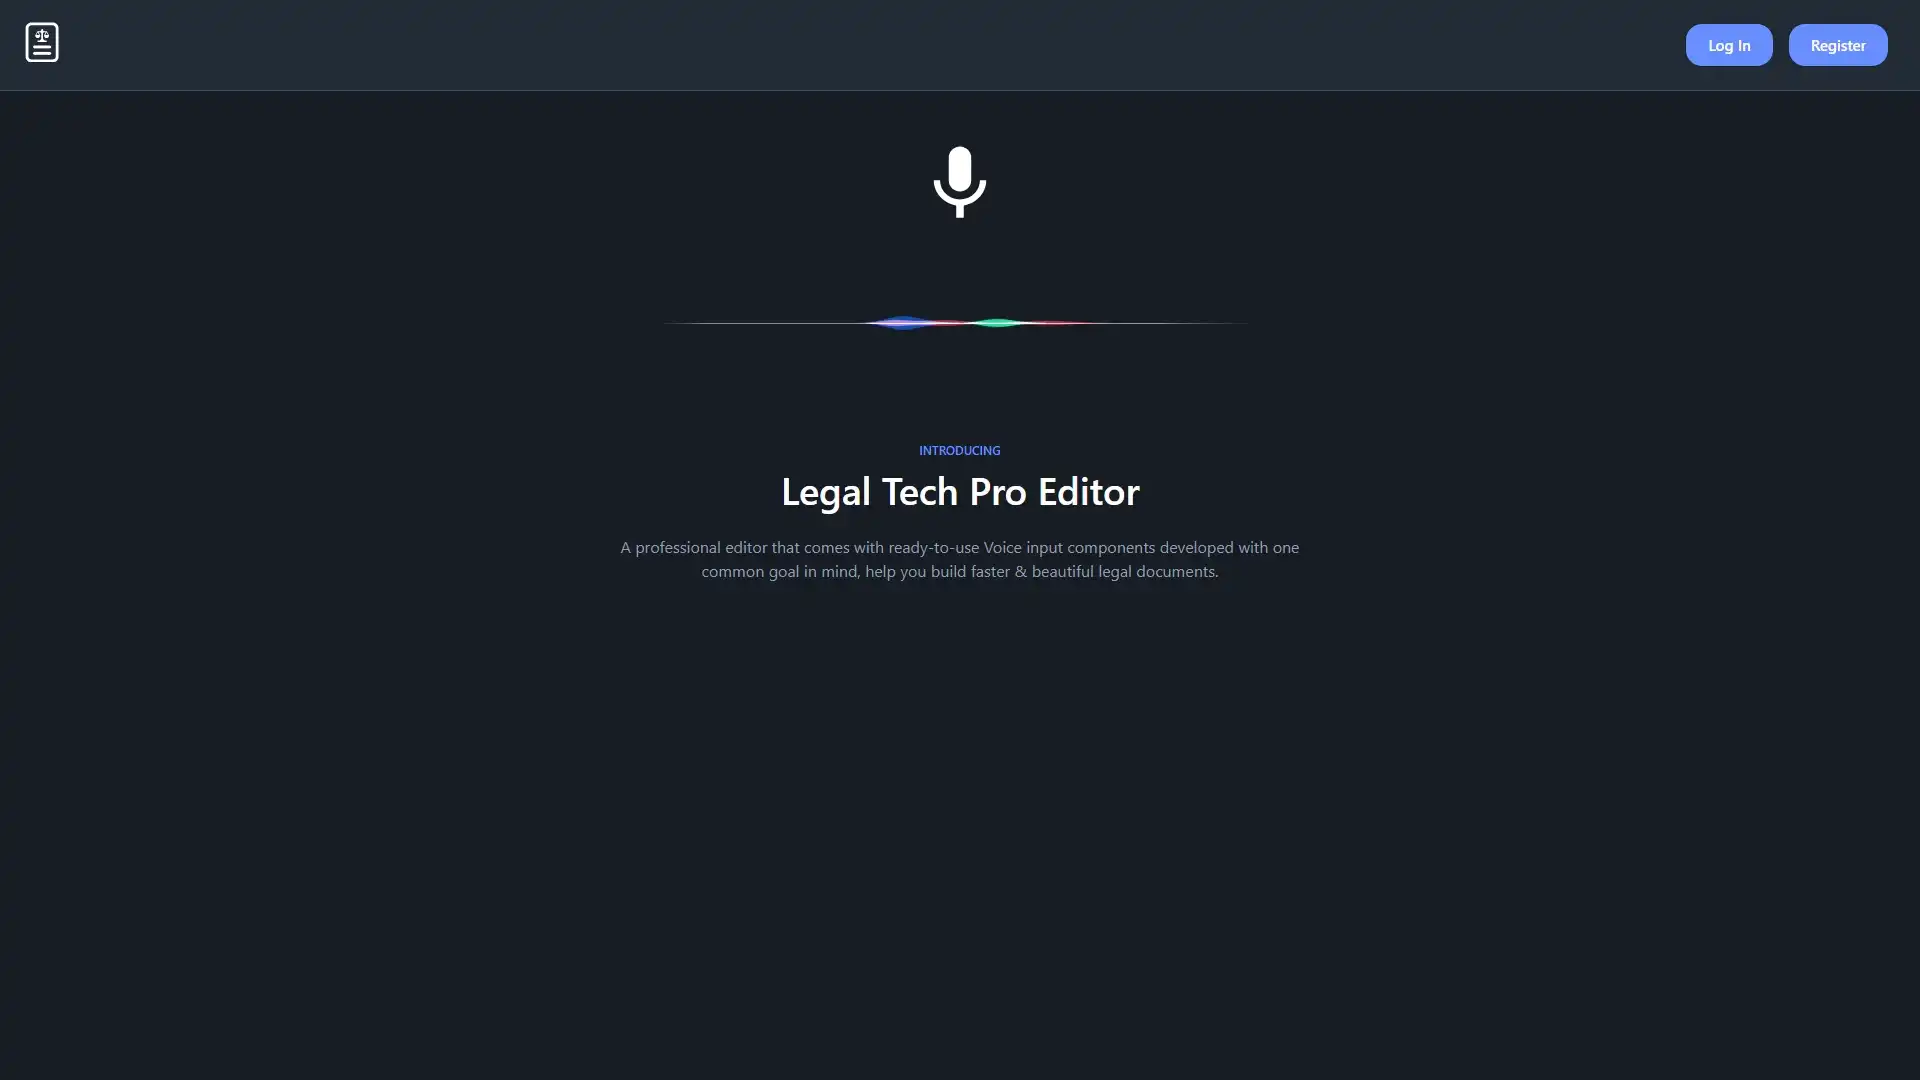 Log In
Register
INTRODUCING
Legal Tech Pro Editor
A professional editor that comes with ready-to-use Voice input components developed with one
common goal in mind, help you build faster & beautiful legal documents.